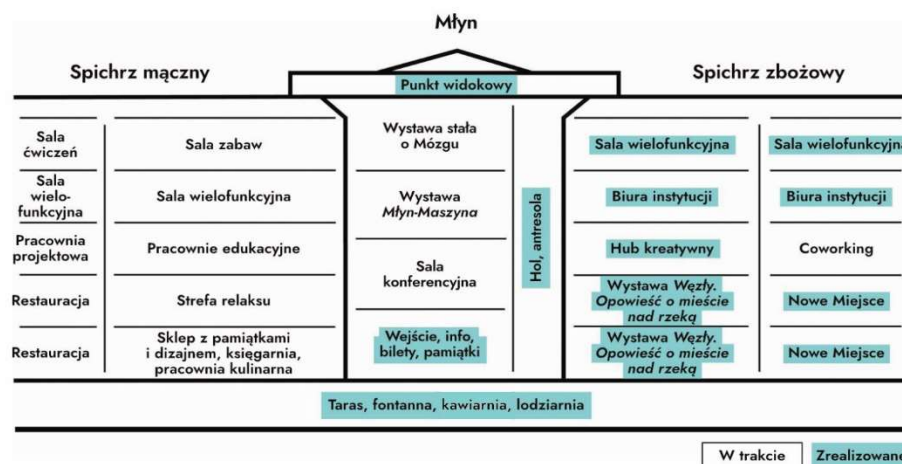 Młyn
Spichrz mączny
Spichrz zbożowy
Punkt widokowy
Sala
ćwiczeń
Sala zabaw
Wystawa stała
o Mózgu
Sala wielofunkcyjna
Sala wielofunkcyjna
Sala
wielo-
funkcyjna
Sala wielofunkcyjna
Wystawa
Młyn-Maszyna
Hol, antresola
Biura instytucji
Biura instytucji
Pracownia
projektowa
Pracownie edukacyjne
Sala
konferencyjna
Hub kreatywny
Coworking
Restauracja
Strefa relaksu
Wystawa Węzły.
Opowieść o mieście
nad rzeką
Nowe Miejsce
Restauracja
Sklep z pamiątkami
i dizajnem, księgarnia,
pracownia kulinarna
Wejście, info,
bilety, pamiątki
Wystawa Węzły.
Opowieść o mieście
nad rzeką
Nowe Miejsce
Taras, fontanna, kawiarnia, lodziarnia
W trakcie
Zrealizowane